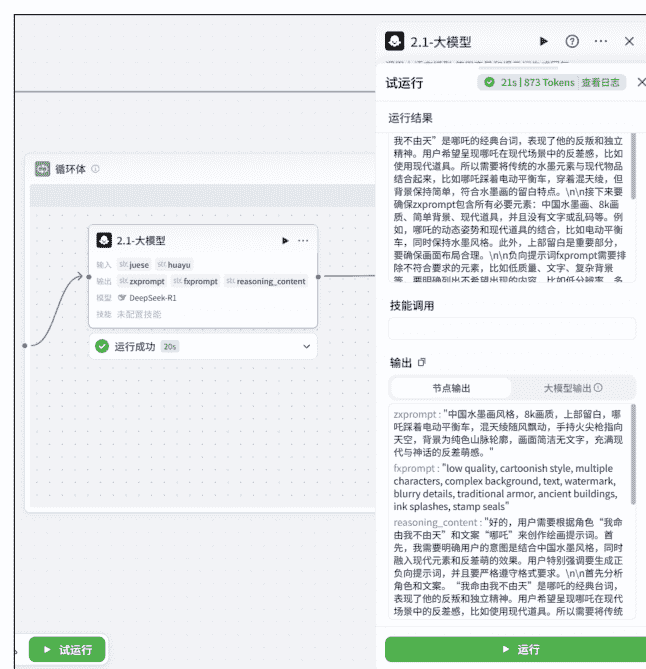 2.1-大模型
试运行
21s | 873 Tokens | 查看日志
运行结果
我不由天”是哪吒的经典台词，表现了他的反叛和独立
精神。用户希望呈现哪吒在现代场景中的反差感，比如
使用现代道具。所以需要将传统的水墨元素与现代物品
结合起来，比如哪吒踩着电动平衡车，穿着混天绫，但
背景保持简单，符合水墨画的留白特点。\n\n接下来要
确保zxprompt包含所有必要元素：中国水墨画、8k画
质、简单背景、现代道具，并且没有文字或乱码等。例
如，哪吒的动态姿势和现代道具的结合，比如电动平衡
车，同时保持水墨风格。此外，上部留白是重要部分，
要确保画面布局合理。\n\n负向提示词fxprompt需要排
除不符合要求的元素，比如低质量、文字、复杂背景
等，要明确列出不希望出现的内容，比如低分辨率、多
技能调用
输出
节点输出
大模型输出
zxprompt : "中国水墨画风格，8k画质，上部留白，哪
吒踩着电动平衡车，混天绫随风飘动，手持火尖枪指向
天空，背景为纯色山脉轮廓，画面简洁无文字，充满现
代与神话的反差萌感。"
fxprompt : "low quality, cartoonish style, multiple
characters, complex background, text, watermark,
blurry details, traditional armor, ancient buildings,
ink splashes, stamp seals"
reasoning_content : "好的，用户需要根据角色“我命
由我不由天”和文案“哪吒”来创作绘画提示词。首
先，我需要明确用户的意图是结合中国水墨风格，同时
融入现代元素和反差萌的效果。用户特别强调要生成正
负向提示词，并且要严格遵守格式要求。\n\n首先分析
角色和文案。“我命由我不由天”是哪吒的经典台词，
表现了他的反叛和独立精神。用户希望呈现哪吒在现代
场景中的反差感，比如使用现代道具。所以需要将传统
运行
循环体
2.1-大模型
输入 str. juese str. huayu
输出 str. zxprompt str. fxprompt str. reasoning_content
模型 DeepSeek-R1
技能 未配置技能
运行成功 20s
试运行